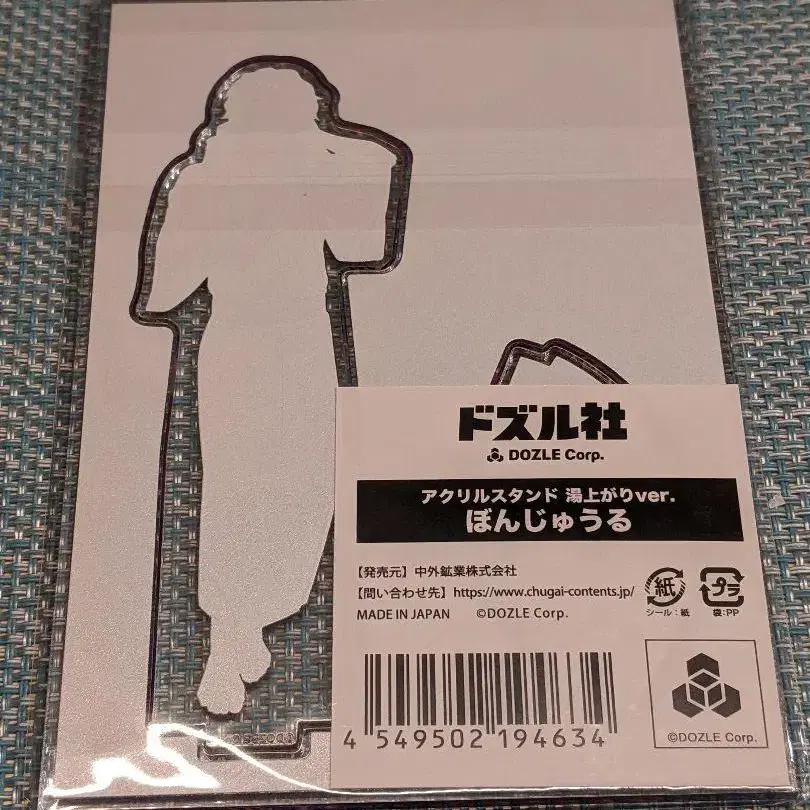 ドズル社
DOZLE Corp.
アクリルスタンド 湯上がりver.
ぼんじゅうる
【発売元】中外鉱業株式会社
【問い合わせ先】https://www.chugai-contents.jp/
MADE IN JAPAN ©DOZLE Corp.
紙
シール:紙
プラ
袋:PP
4 549502 194634
©DOZLE Corp.